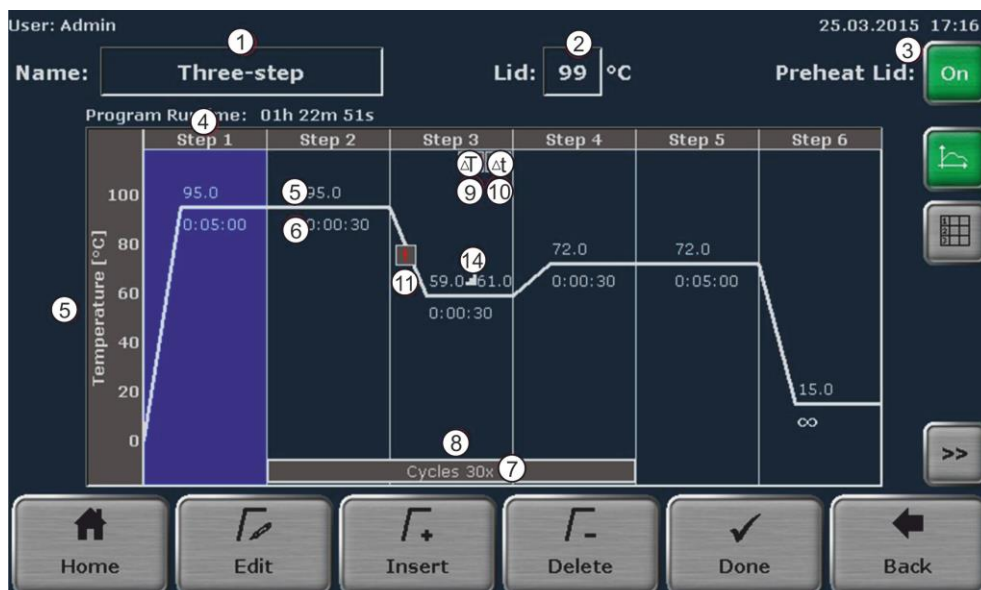 User: Admin 25.03.2015 17:16
1 2 3
Name: Three-step Lid: 99 °C Preheat Lid: On
Program Runtime: 01h 22m 51s
4
Step 1 Step 2 Step 3 Step 4 Step 5 Step 6
ΔT Δt
9 10
100 95.0 5 95.0
0:05:00 6 0:00:30
80 72.0 72.0
14
11 59.0 61.0 0:00:30 0:05:00
5 Temperature [°C] 60
0:00:30
40
20 15.0
∞
0
8
Cycles 30x 7
>>
Home Edit Insert Delete Done Back